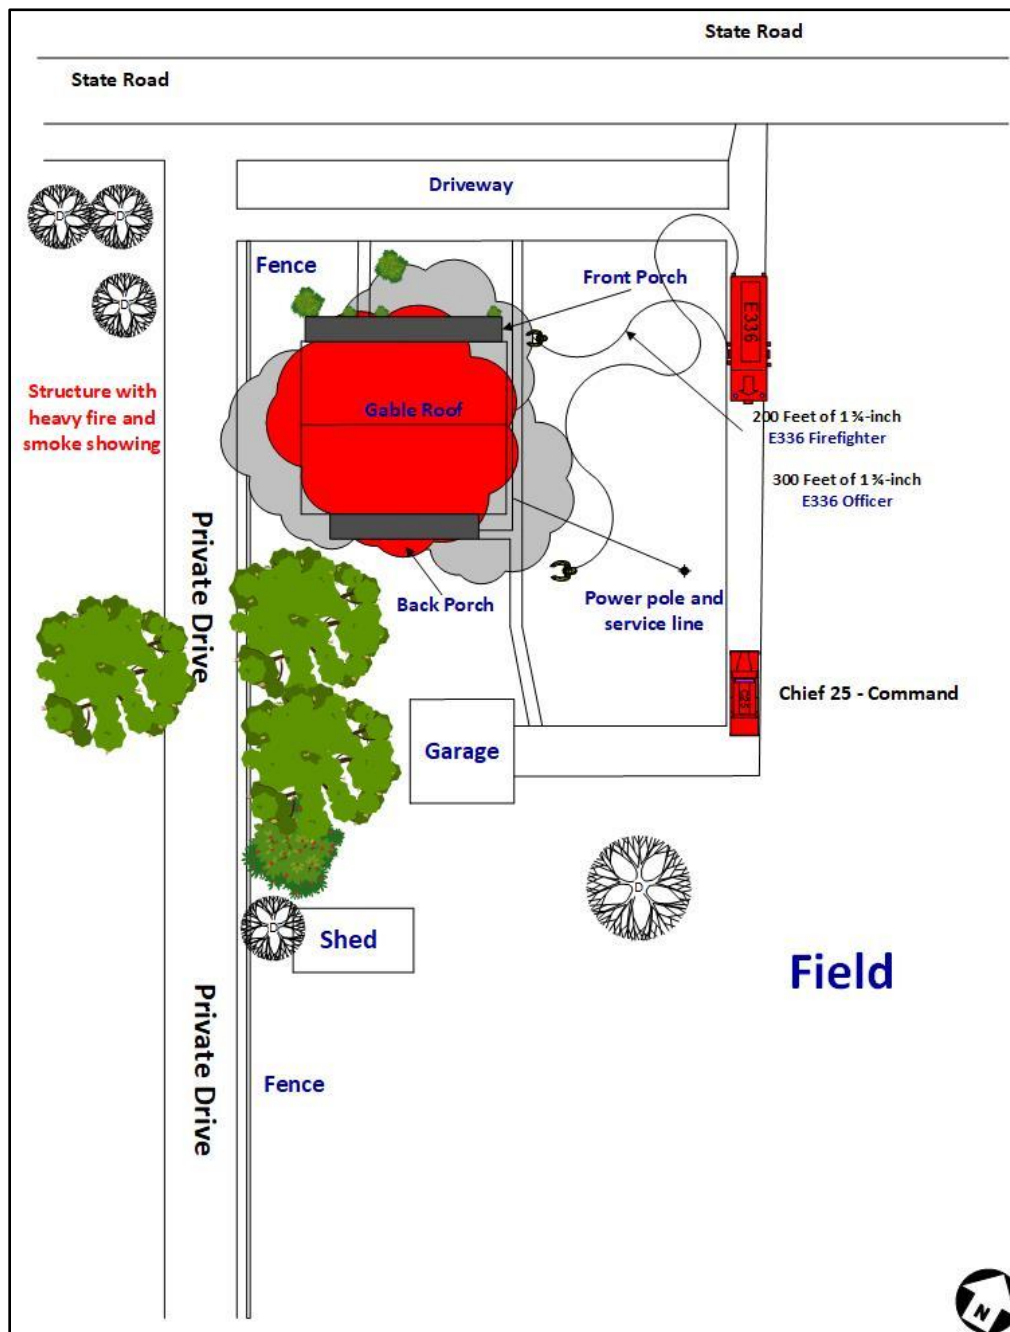 State Road
State Road
Driveway
Fence
Front Porch
E336
Structure with
heavy fire and
smoke showing
Gable Roof
200 Feet of 1 ¾-inch
E336 Firefighter
300 Feet of 1 ¾-inch
E336 Officer
Private Drive
Back Porch
Power pole and
service line
Chief 25 - Command
C25
Garage
D
D
D
D
D
Shed
Field
Private Drive
Fence
N